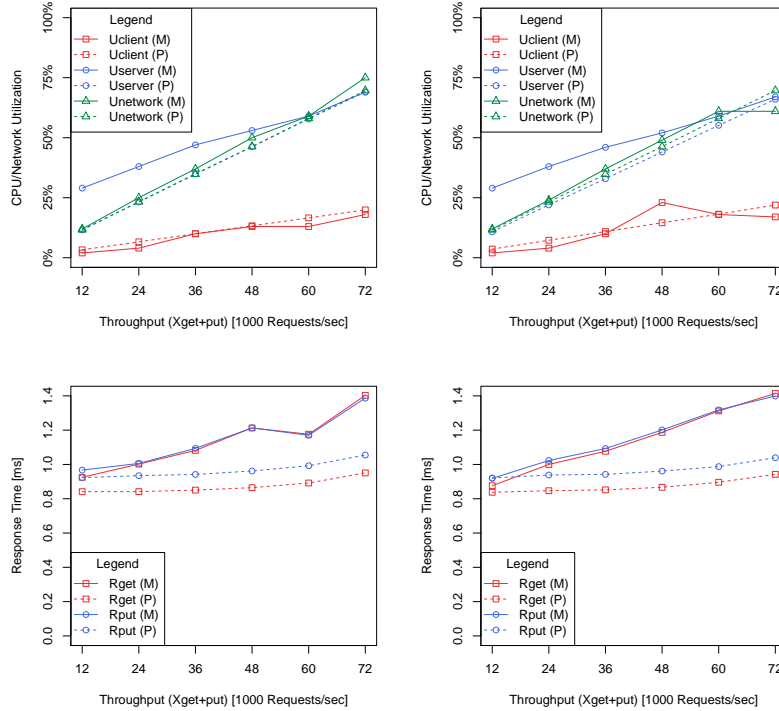 CPU/Network Utilization
0%
25%
50%
75%
100%
Legend
Uclient (M)
Uclient (P)
Userver (M)
Userver (P)
Unetwork (M)
Unetwork (P)
12 24 36 48 60 72
Throughput (Xget+put) [1000 Requests/sec]
CPU/Network Utilization
0%
25%
50%
75%
100%
Legend
Uclient (M)
Uclient (P)
Userver (M)
Userver (P)
Unetwork (M)
Unetwork (P)
12 24 36 48 60 72
Throughput (Xget+put) [1000 Requests/sec]
Response Time [ms]
0.0 0.2 0.4 0.6 0.8 1.0 1.2 1.4
Legend
Rget (M)
Rget (P)
Rput (M)
Rput (P)
12 24 36 48 60 72
Throughput (Xget+put) [1000 Requests/sec]
Response Time [ms]
0.0 0.2 0.4 0.6 0.8 1.0 1.2 1.4
Legend
Rget (M)
Rget (P)
Rput (M)
Rput (P)
12 24 36 48 60 72
Throughput (Xget+put) [1000 Requests/sec]